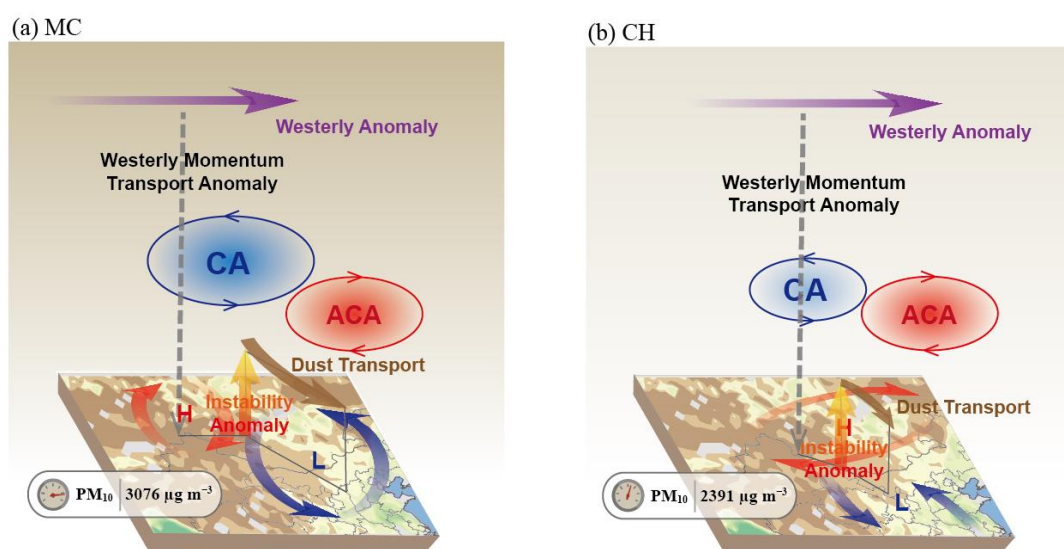 (a) MC
Westerly Anomaly
Westerly Momentum
Transport Anomaly
CA
ACA
Dust Transport
H
Instability
Anomaly
L
PM₁₀ 3076 µg m⁻³
(b) CH
Westerly Anomaly
Westerly Momentum
Transport Anomaly
CA
ACA
Dust Transport
H
Instability
Anomaly
L
PM₁₀ 2391 µg m⁻³